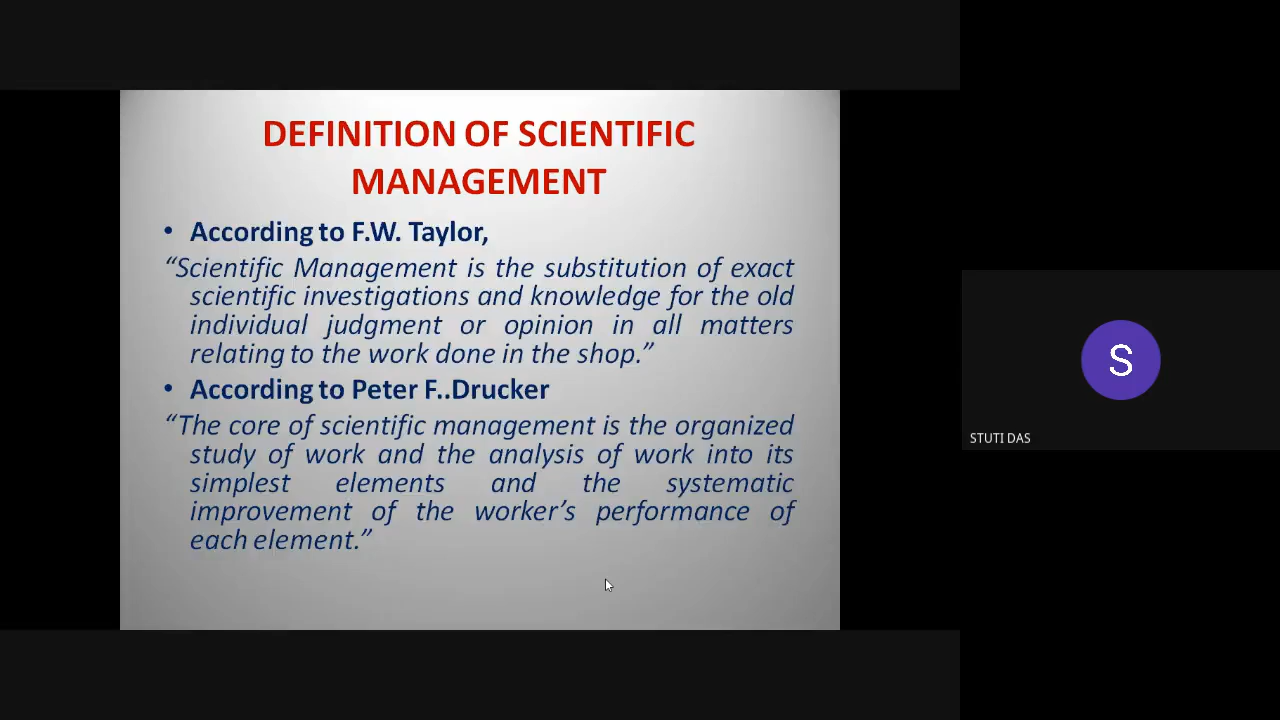 DEFINITION OF SCIENTIFIC
MANAGEMENT
• According to F.W. Taylor,
“Scientific Management is the substitution of exact
scientific investigations and knowledge for the old
individual judgment or opinion in all matters
relating to the work done in the shop.”
• According to Peter F..Drucker
“The core of scientific management is the organized
study of work and the analysis of work into its
simplest elements and the systematic
improvement of the worker’s performance of
each element.”
S
STUTI DAS